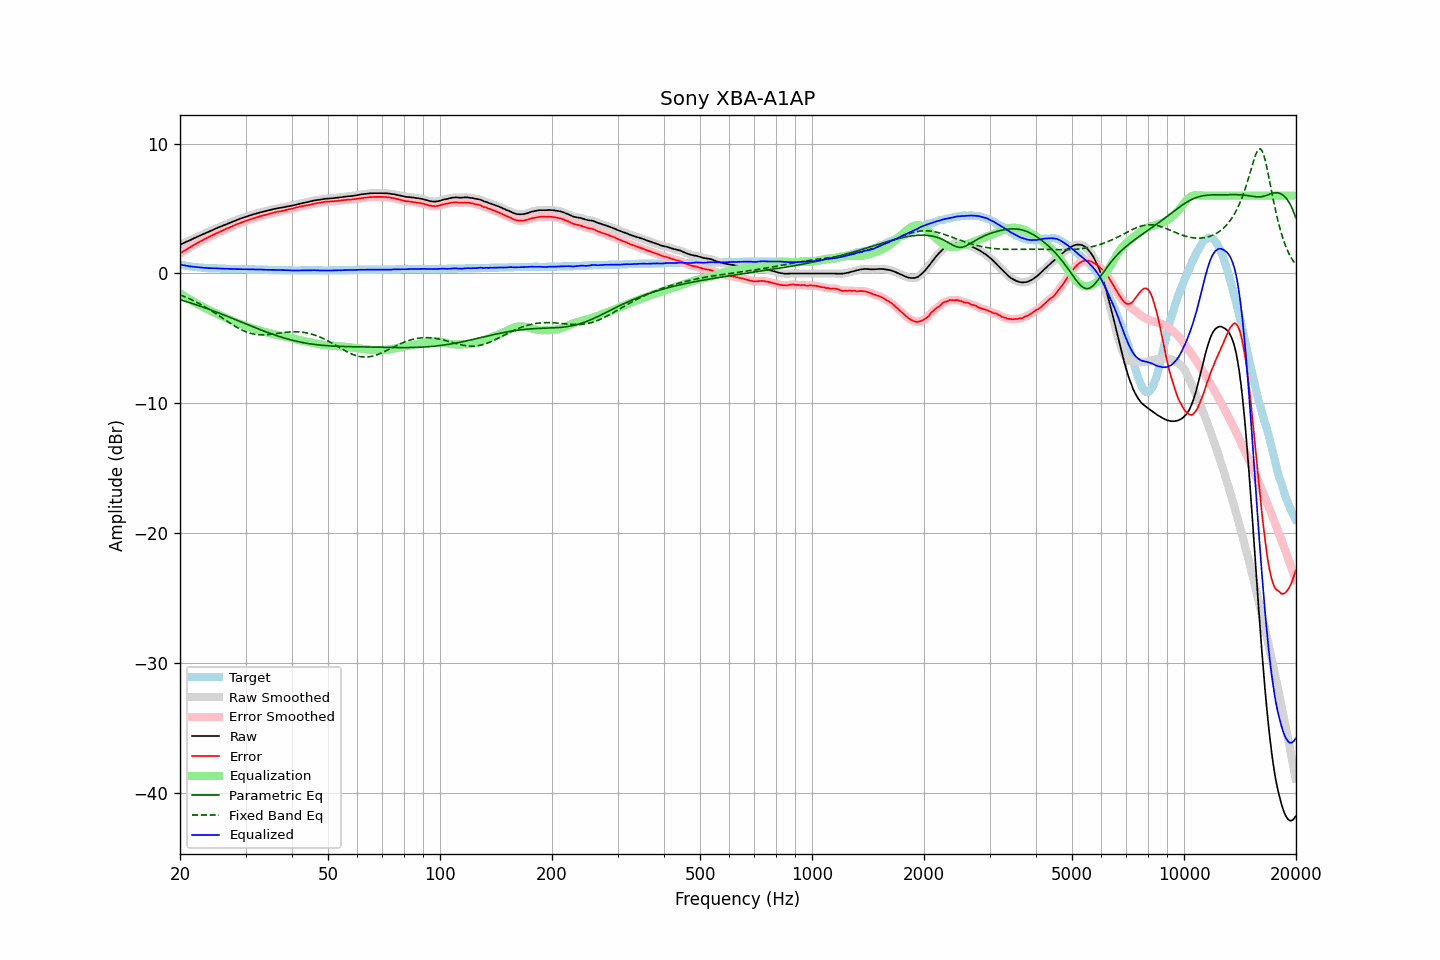 Sony XBA-A1AP
10
0
−10
−20
−30
−40
Amplitude (dBr)
Target
Raw Smoothed
Error Smoothed
Raw
Error
Equalization
Parametric Eq
Fixed Band Eq
Equalized
20
50
100
200
500
1000
2000
5000
10000
20000
Frequency (Hz)